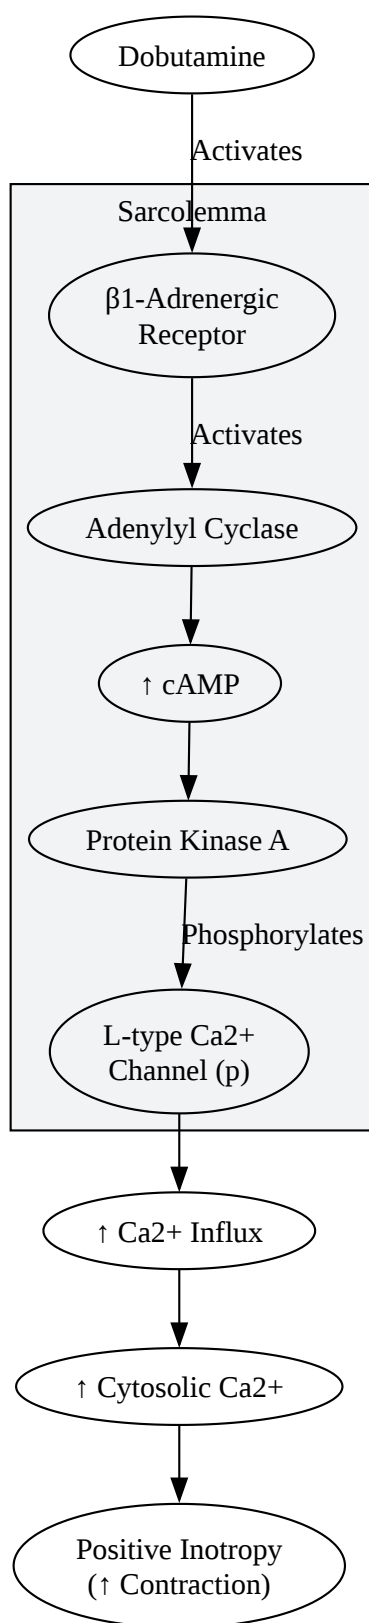 Dobutamine
Activates
Sarcolemma
β1-Adrenergic
Receptor
Activates
Adenylyl Cyclase
↑ cAMP
Protein Kinase A
Phosphorylates
L-type Ca2+
Channel (p)
↑ Ca2+ Influx
↑ Cytosolic Ca2+
Positive Inotropy
(↑ Contraction)